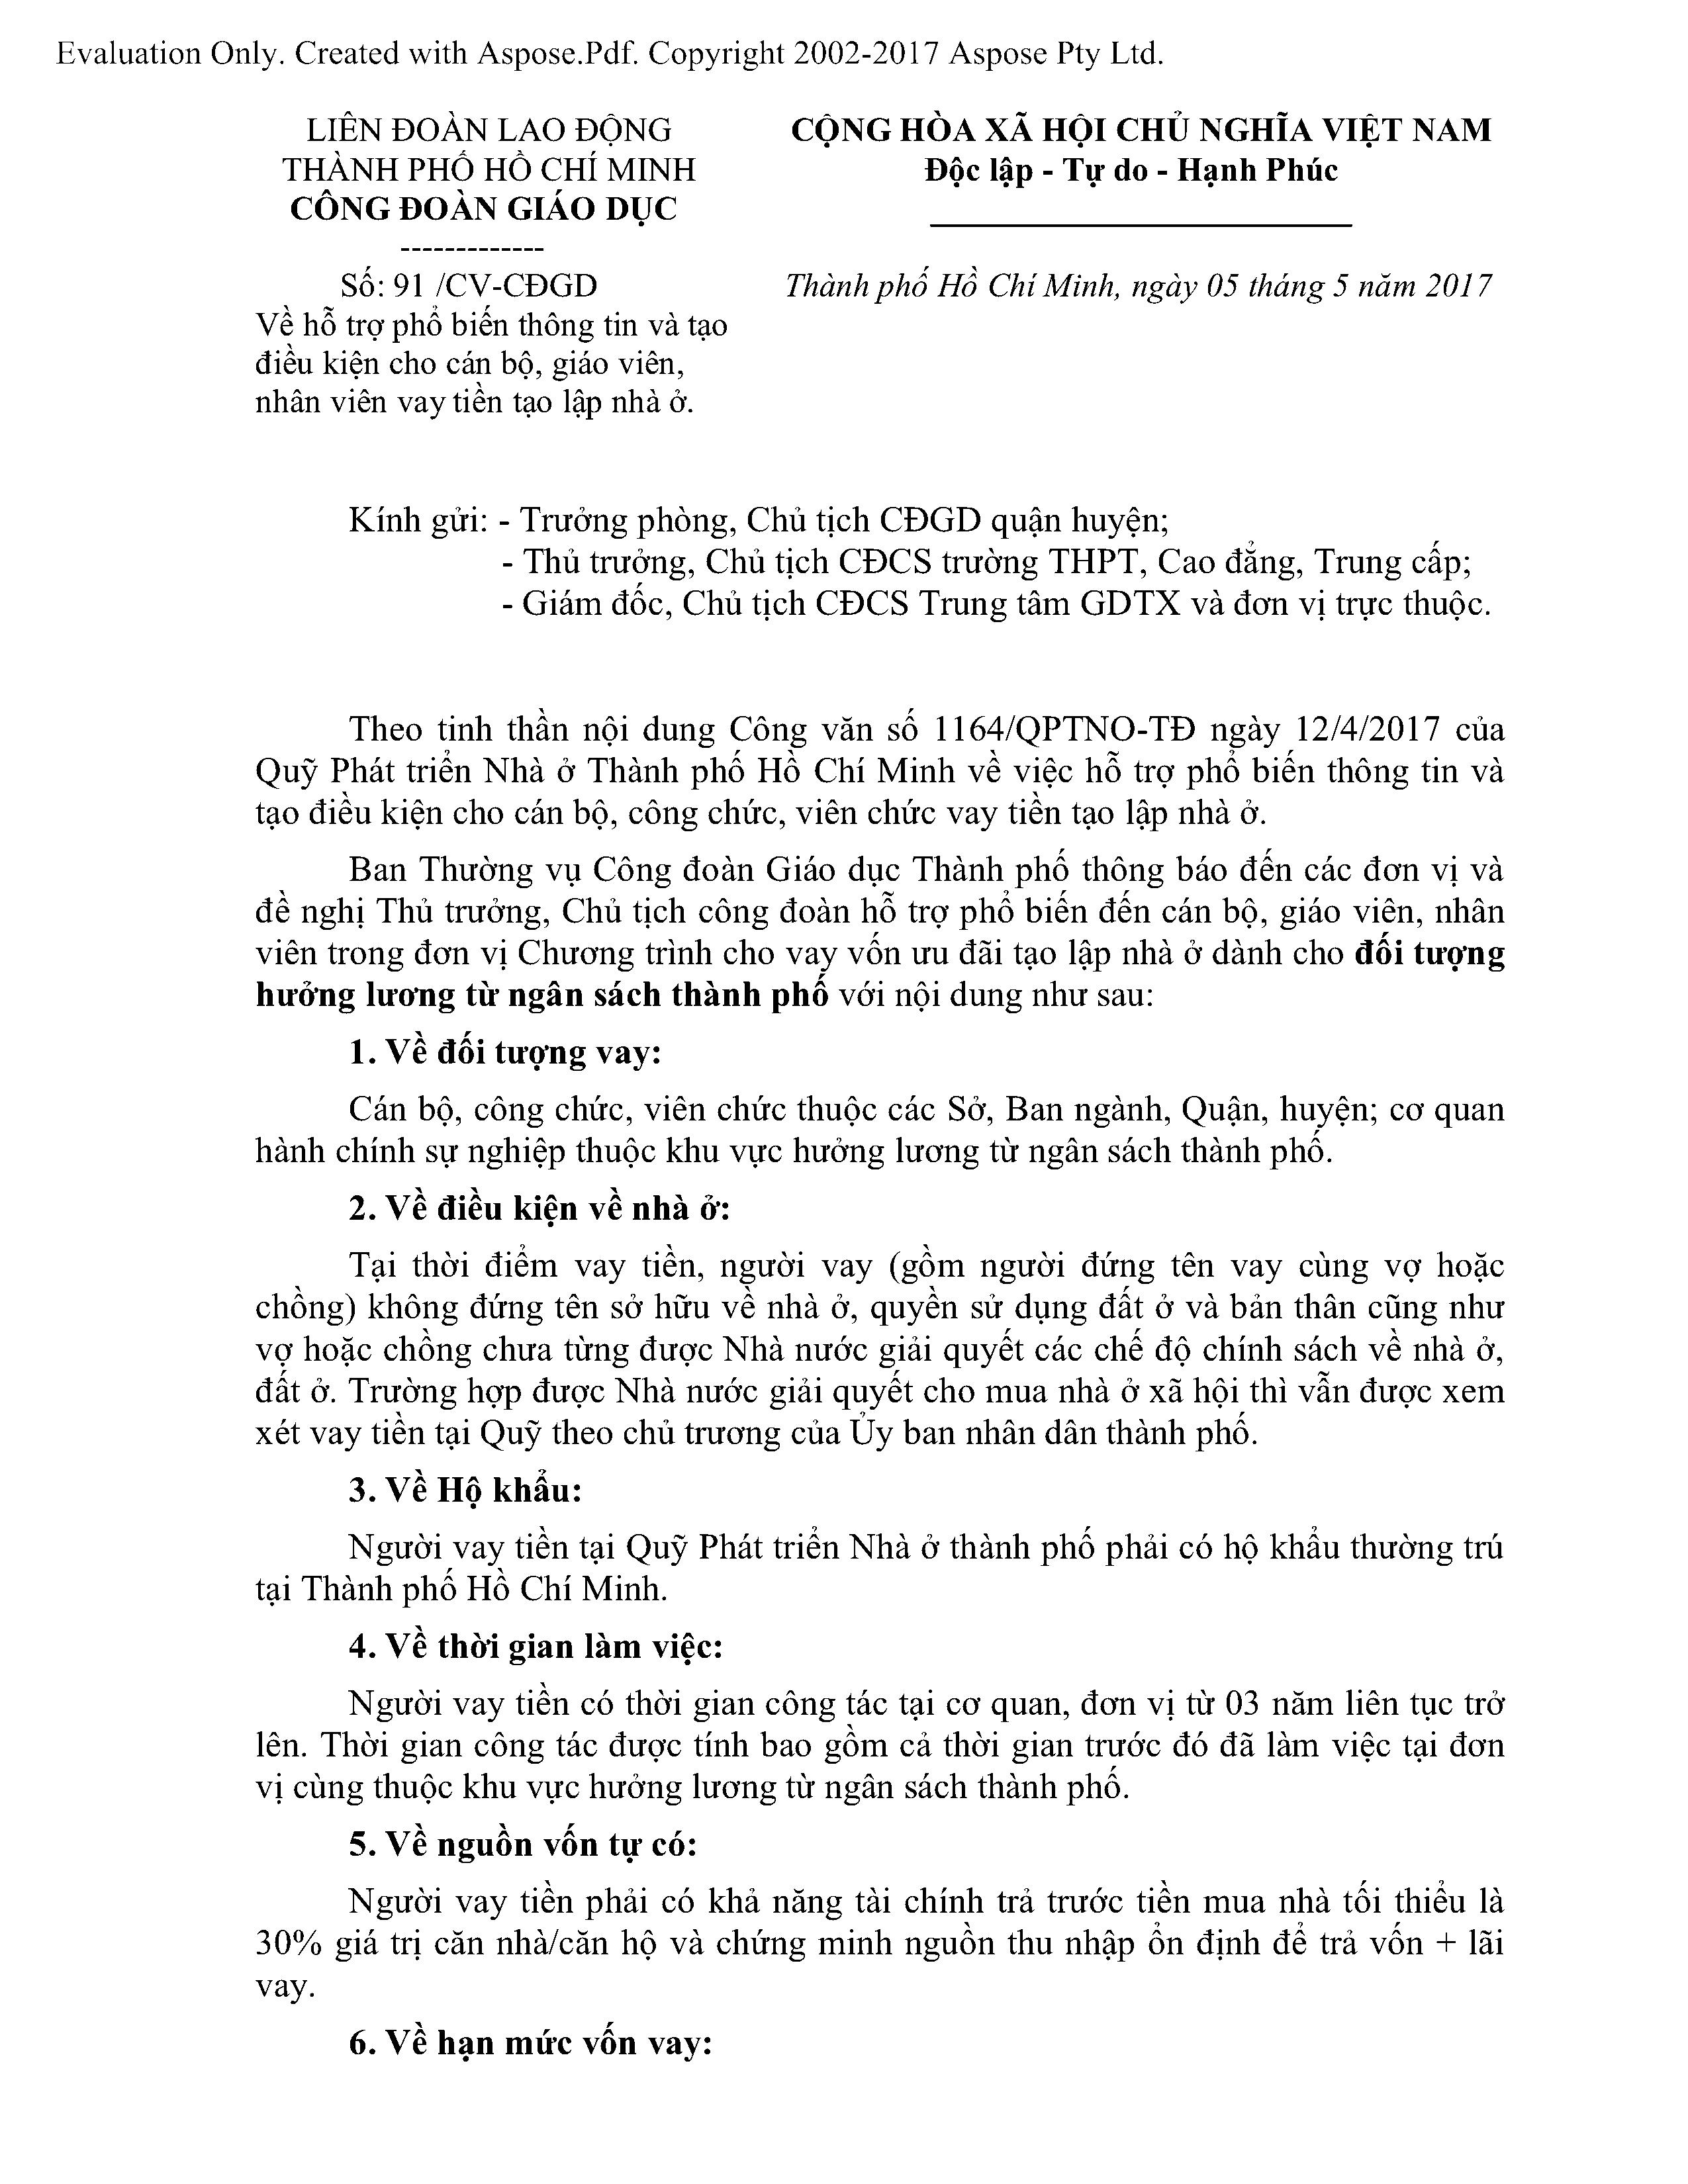 Evaluation Only. Created with Aspose.Pdf. Copyright 2002-2017 Aspose Pty Ltd.
LIÊN ĐOÀN LAO ĐỘNG
THÀNH PHỐ HỒ CHÍ MINH
CÔNG ĐOÀN GIÁO DỤC
-------------
Số: 91 /CV-CĐGD
Về hỗ trợ phổ biến thông tin và tạo
điều kiện cho cán bộ, giáo viên,
nhân viên vay tiền tạo lập nhà ở.
CỘNG HÒA XÃ HỘI CHỦ NGHĨA VIỆT NAM
Độc lập - Tự do - Hạnh Phúc
Thành phố Hồ Chí Minh, ngày 05 tháng 5 năm 2017
Kính gửi: - Trưởng phòng, Chủ tịch CĐGD quận huyện;
- Thủ trưởng, Chủ tịch CĐCS trường THPT, Cao đẳng, Trung cấp;
- Giám đốc, Chủ tịch CĐCS Trung tâm GDTX và đơn vị trực thuộc.
Theo tinh thần nội dung Công văn số 1164/QPTNO-TĐ ngày 12/4/2017 của
Quỹ Phát triển Nhà ở Thành phố Hồ Chí Minh về việc hỗ trợ phổ biến thông tin và
tạo điều kiện cho cán bộ, công chức, viên chức vay tiền tạo lập nhà ở.
Ban Thường vụ Công đoàn Giáo dục Thành phố thông báo đến các đơn vị và
đề nghị Thủ trưởng, Chủ tịch công đoàn hỗ trợ phổ biến đến cán bộ, giáo viên, nhân
viên trong đơn vị Chương trình cho vay vốn ưu đãi tạo lập nhà ở dành cho đối tượng
hưởng lương từ ngân sách thành phố với nội dung như sau:
1. Về đối tượng vay:
Cán bộ, công chức, viên chức thuộc các Sở, Ban ngành, Quận, huyện; cơ quan
hành chính sự nghiệp thuộc khu vực hưởng lương từ ngân sách thành phố.
2. Về điều kiện về nhà ở:
Tại thời điểm vay tiền, người vay (gồm người đứng tên vay cùng vợ hoặc
chồng) không đứng tên sở hữu về nhà ở, quyền sử dụng đất ở và bản thân cũng như
vợ hoặc chồng chưa từng được Nhà nước giải quyết các chế độ chính sách về nhà ở,
đất ở. Trường hợp được Nhà nước giải quyết cho mua nhà ở xã hội thì vẫn được xem
xét vay tiền tại Quỹ theo chủ trương của Ủy ban nhân dân thành phố.
3. Về Hộ khẩu:
Người vay tiền tại Quỹ Phát triển Nhà ở thành phố phải có hộ khẩu thường trú
tại Thành phố Hồ Chí Minh.
4. Về thời gian làm việc:
Người vay tiền có thời gian công tác tại cơ quan, đơn vị từ 03 năm liên tục trở
lên. Thời gian công tác được tính bao gồm cả thời gian trước đó đã làm việc tại đơn
vị cùng thuộc khu vực hưởng lương từ ngân sách thành phố.
5. Về nguồn vốn tự có:
Người vay tiền phải có khả năng tài chính trả trước tiền mua nhà tối thiểu là
30% giá trị căn nhà/căn hộ và chứng minh nguồn thu nhập ổn định để trả vốn + lãi
vay.
6. Về hạn mức vốn vay: